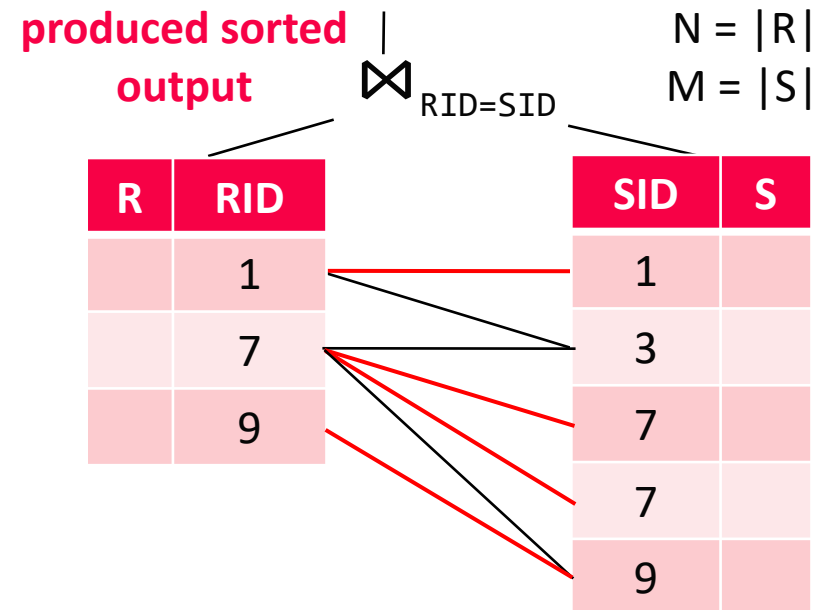 produced sorted
output
⋈ RID=SID
N = |R|
M = |S|
R RID
1
7
9
SID S
1
3
7
7
9